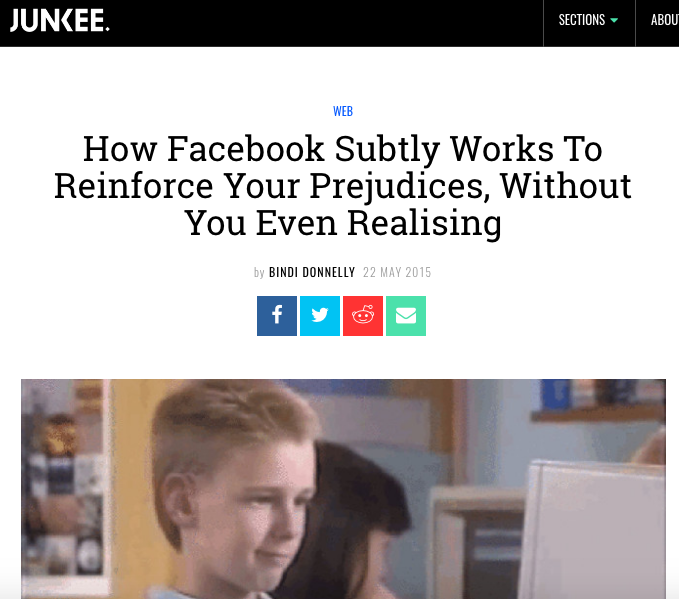 JUNKEE.
SECTIONS
ABOU
WEB
How Facebook Subtly Works To
Reinforce Your Prejudices, Without
You Even Realising
by BINDI DONNELLY 22 MAY 2015